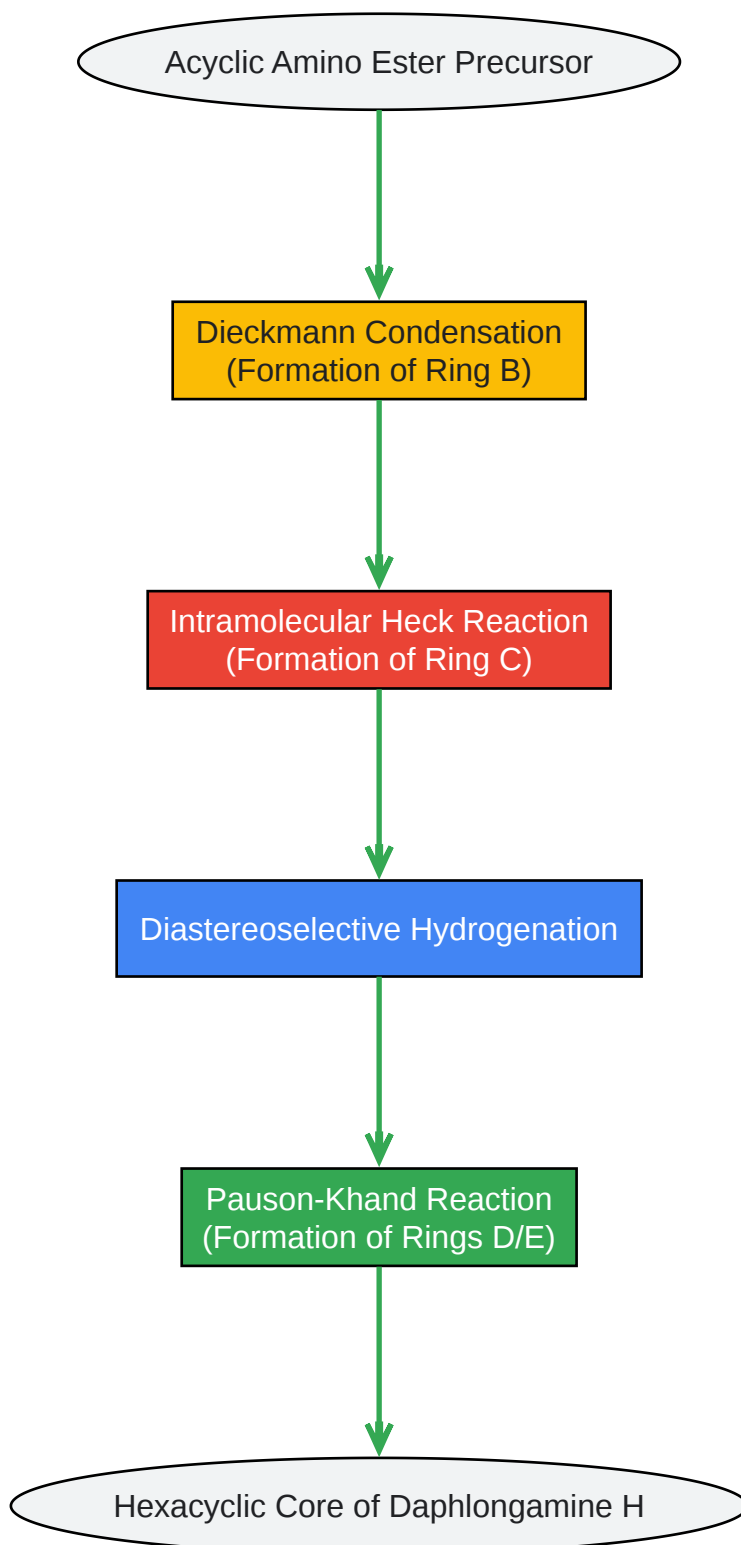 Acyclic Amino Ester Precursor
Dieckmann Condensation
(Formation of Ring B)
Intramolecular Heck Reaction
(Formation of Ring C)
Diastereoselective Hydrogenation
Pauson-Khand Reaction
(Formation of Rings D/E)
Hexacyclic Core of Daphlongamine H